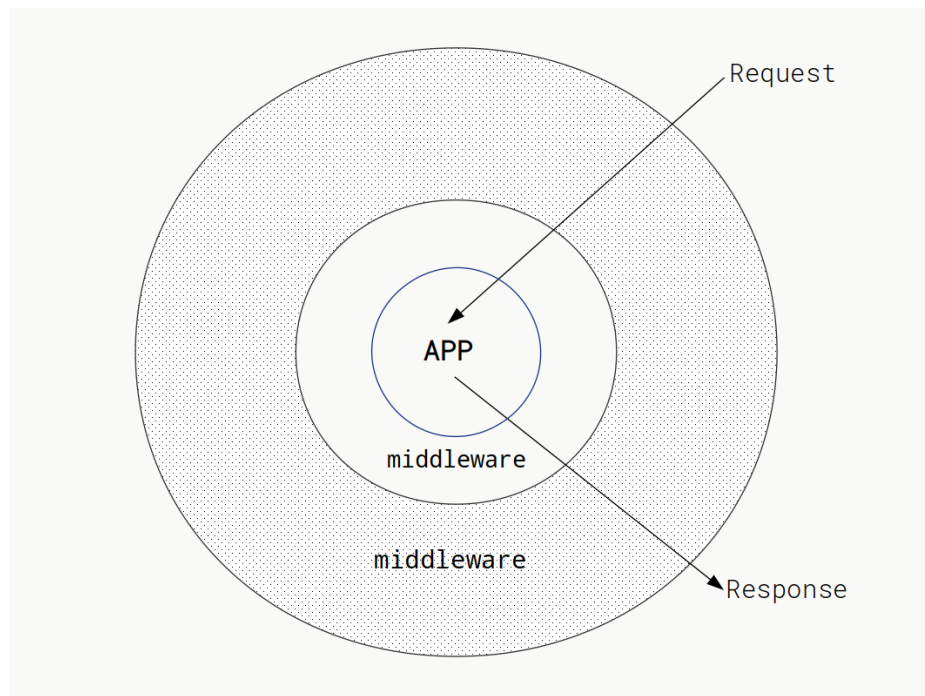 Request
APP
middleware
middleware
Response